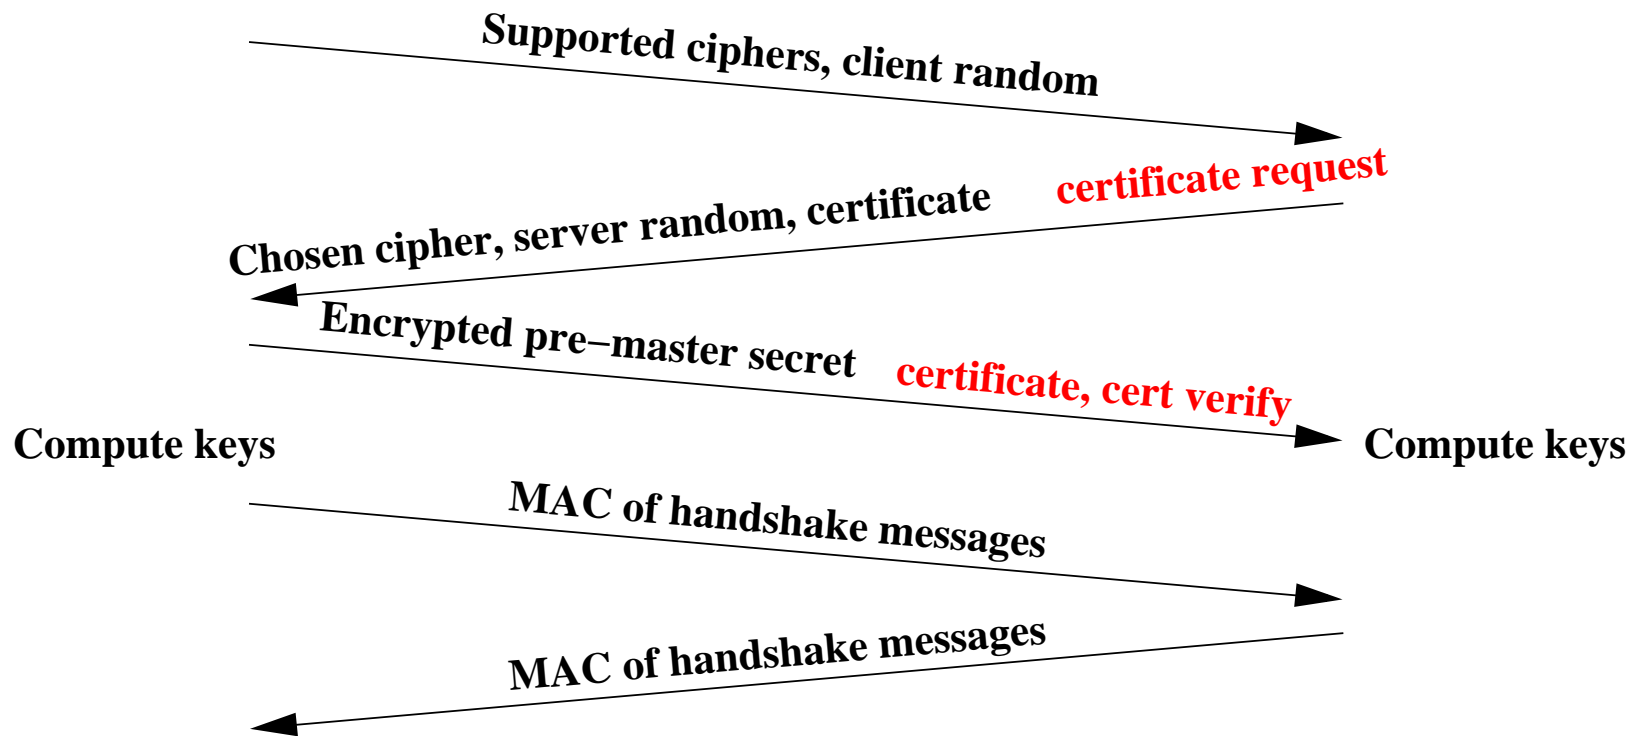 Supported ciphers, client random
certificate request
Chosen cipher, server random, certificate
Encrypted pre−master secret
certificate, cert verify
Compute keys
Compute keys
MAC of handshake messages
MAC of handshake messages